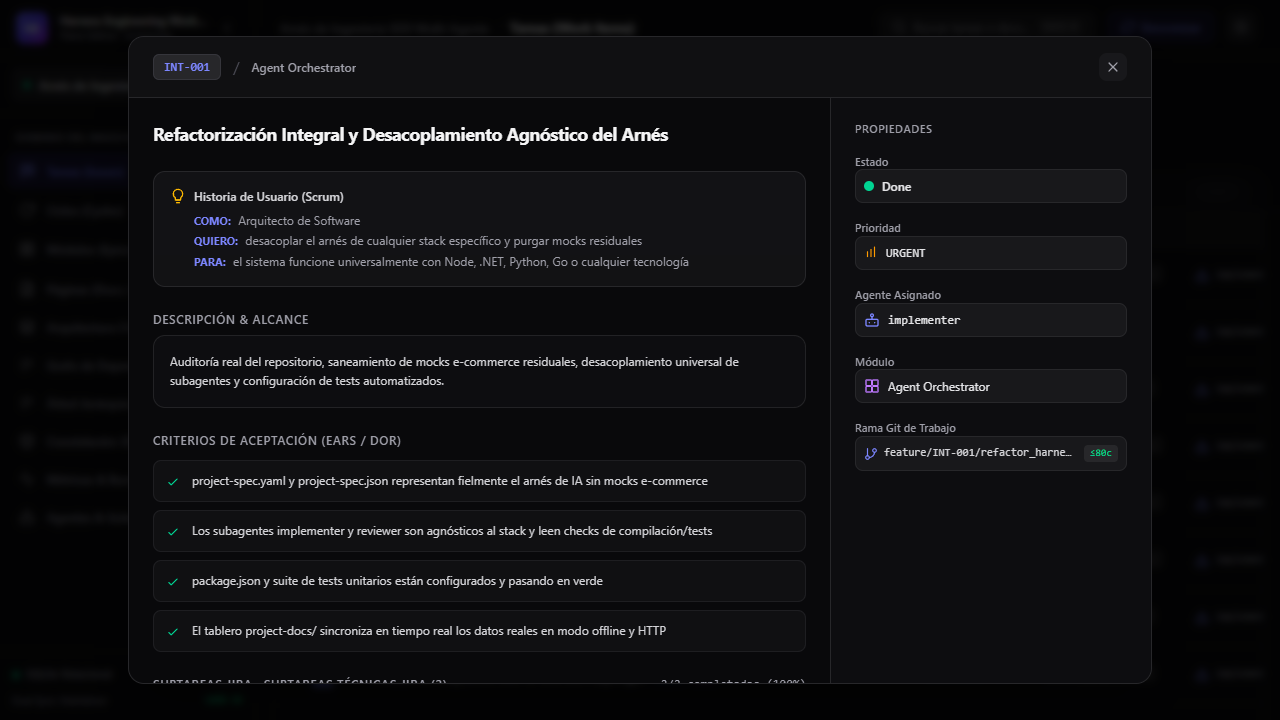 INT-001 / Agent Orchestrator
Refactorización Integral y Desacoplamiento Agnóstico del Arnés
Historia de Usuario (Scrum)
COMO: Arquitecto de Software
QUIERO: desacoplar el arnés de cualquier stack específico y purgar mocks residuales
PARA: el sistema funcione universalmente con Node, .NET, Python, Go o cualquier tecnología
DESCRIPCIÓN & ALCANCE
Auditoría real del repositorio, saneamiento de mocks e-commerce residuales, desacoplamiento universal de
subagentes y configuración de tests automatizados.
CRITERIOS DE ACEPTACIÓN (EARS / DOR)
project-spec.yaml y project-spec.json representan fielmente el arnés de IA sin mocks e-commerce
Los subagentes implementer y reviewer son agnósticos al stack y leen checks de compilación/tests
package.json y suite de tests unitarios están configurados y pasando en verde
El tablero project-docs/ sincroniza en tiempo real los datos reales en modo offline y HTTP
PROPIEDADES
Estado
Done
Prioridad
URGENT
Agente Asignado
implementer
Módulo
Agent Orchestrator
Rama Git de Trabajo
feature/INT-001/refactor_harne… ≤80c